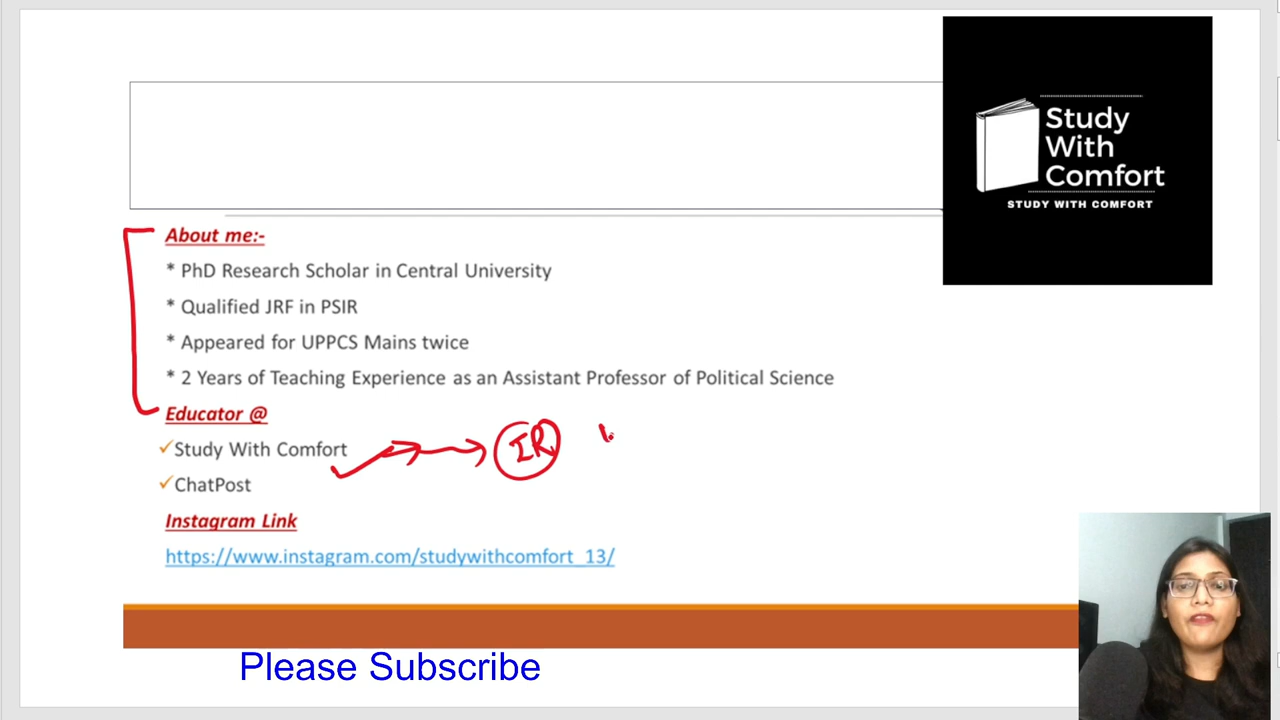 Study
With
Comfort
STUDY WITH COMFORT
About me:-
* PhD Research Scholar in Central University
* Qualified JRF in PSIR
* Appeared for UPPCS Mains twice
* 2 Years of Teaching Experience as an Assistant Professor of Political Science
Educator @
✓Study With Comfort
IR
✓ChatPost
Instagram Link
https://www.instagram.com/studywithcomfort_13/
Please Subscribe